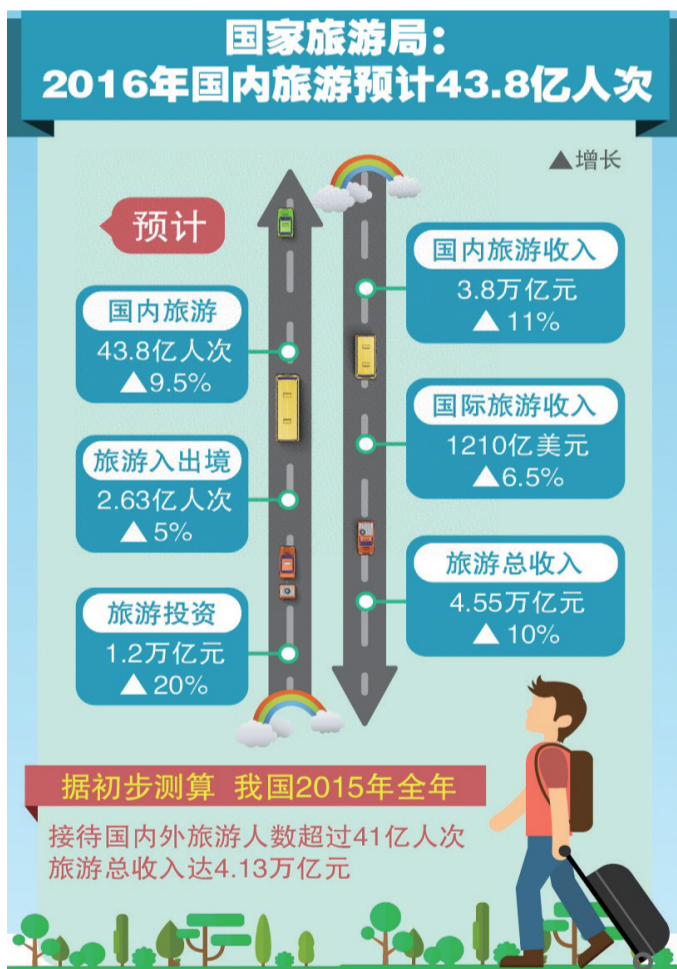 国家旅游局：
2016年国内旅游预计43.8亿人次
▲增长
预计
国内旅游
43.8亿人次
▲9.5%
旅游入出境
2.63亿人次
▲5%
旅游投资
1.2万亿元
▲20%
国内旅游收入
3.8万亿元
▲11%
国际旅游收入
1210亿美元
▲6.5%
旅游总收入
4.55万亿元
▲10%
据初步测算 我国2015年全年
接待国内外旅游人数超过41亿人次
旅游总收入达4.13万亿元